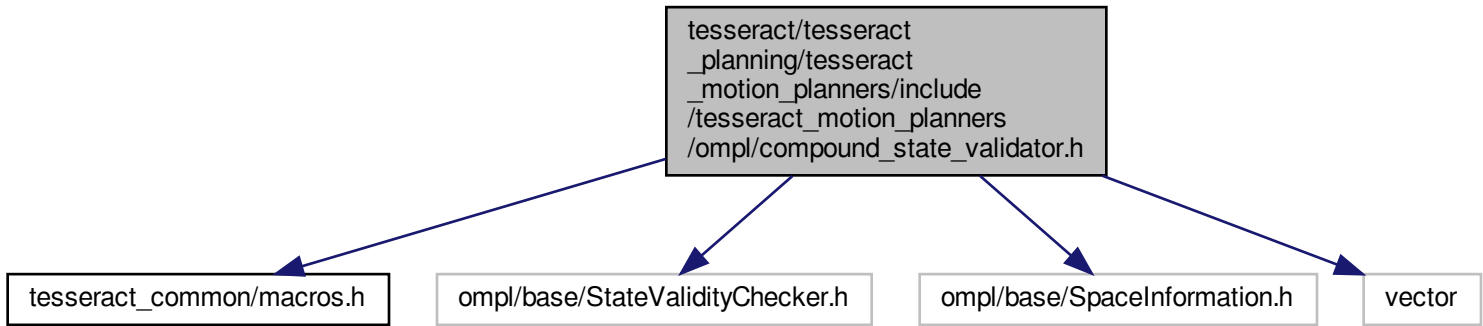 tesseract/tesseract
_planning/tesseract
_motion_planners/include
/tesseract_motion_planners
/ompl/compound_state_validator.h
tesseract_common/macros.h
ompl/base/StateValidityChecker.h
ompl/base/SpaceInformation.h
vector